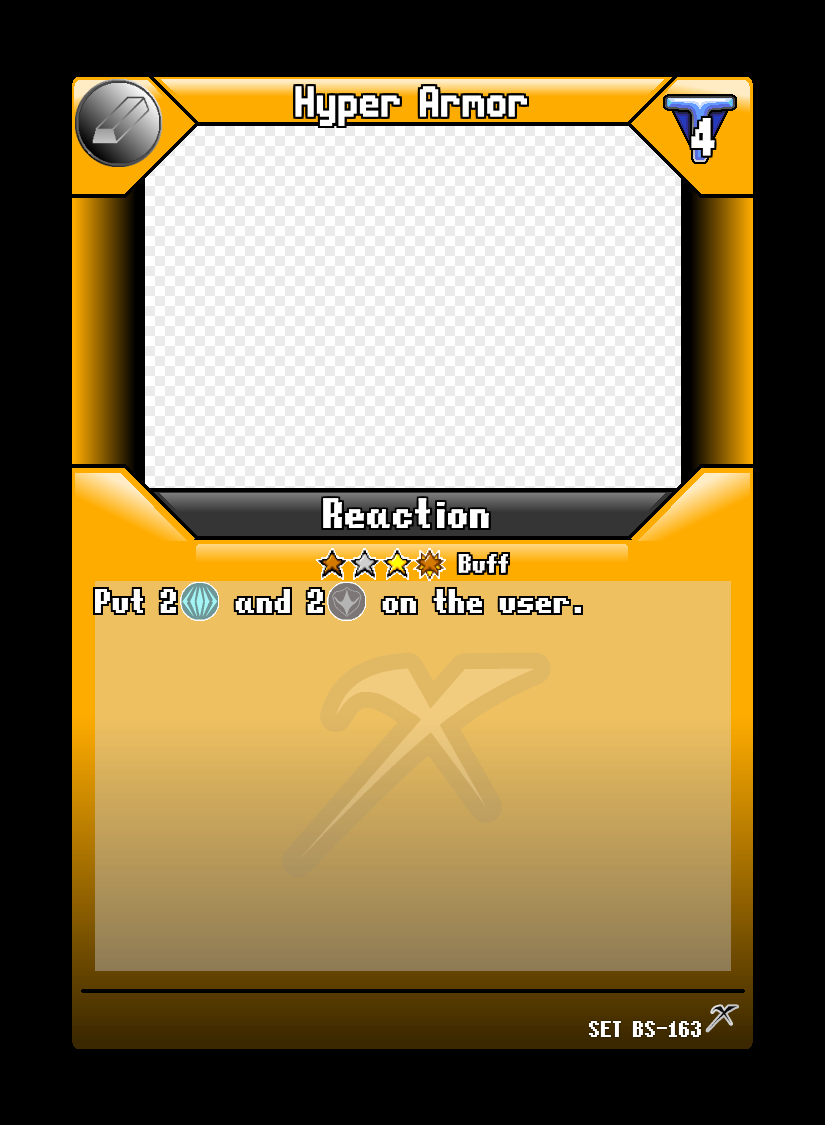 Hyper Armor
4
Reaction
Buff
Put 2 and 2 on the user.
SET BS-163